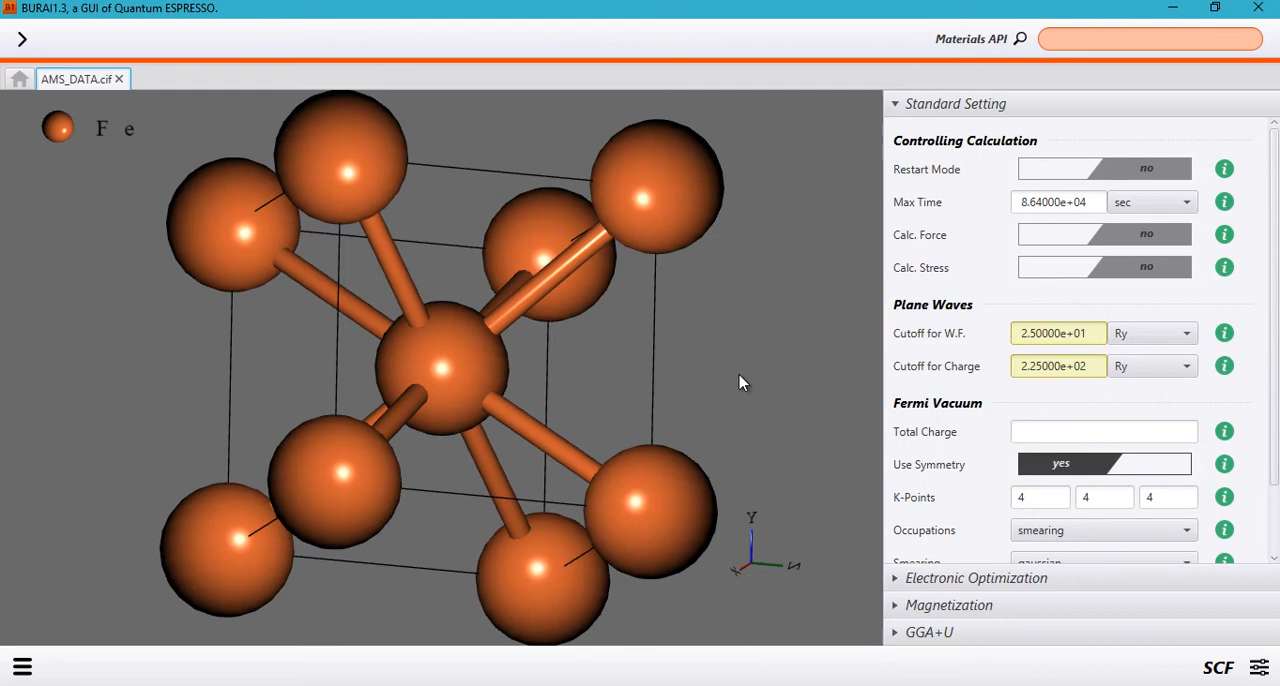 BURAI1.3, a GUI of Quantum ESPRESSO.
Materials API
AMS_DATA.cif
Fe
Standard Setting
Controlling Calculation
Restart Mode no
Max Time 8.64000e+04 sec
Calc. Force no
Calc. Stress no
Plane Waves
Cutoff for W.F. 2.50000e+01 Ry
Cutoff for Charge 2.25000e+02 Ry
Fermi Vacuum
Total Charge
Use Symmetry yes
K-Points 4 4 4
Occupations smearing
Smearing gaussian
Electronic Optimization
Magnetization
GGA+U
Y
X
Z
SCF